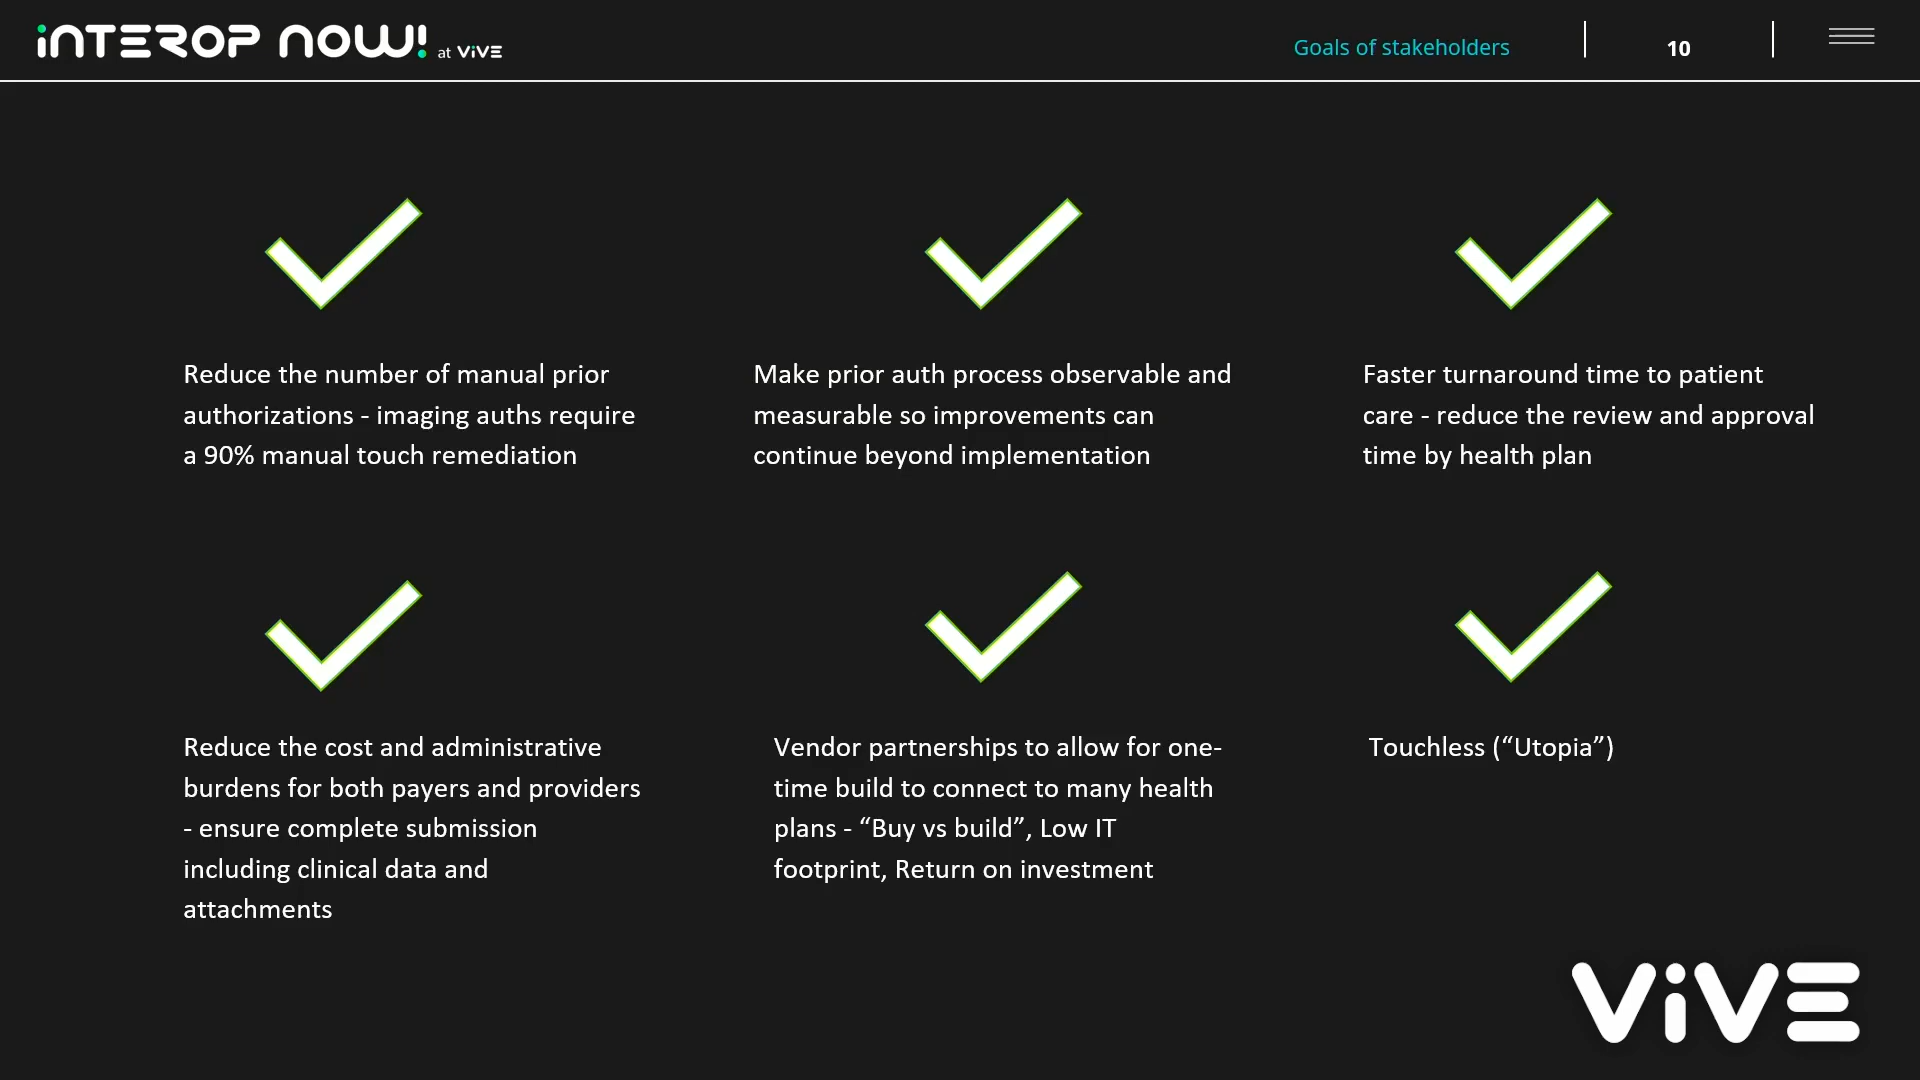 iNTEROP NOW! at ViVE
Goals of stakeholders
10
Reduce the number of manual prior
authorizations - imaging auths require
a 90% manual touch remediation
Make prior auth process observable and
measurable so improvements can
continue beyond implementation
Faster turnaround time to patient
care - reduce the review and approval
time by health plan
Reduce the cost and administrative
burdens for both payers and providers
- ensure complete submission
including clinical data and
attachments
Vendor partnerships to allow for one-
time build to connect to many health
plans - “Buy vs build”, Low IT
footprint, Return on investment
Touchless (“Utopia”)
ViVE